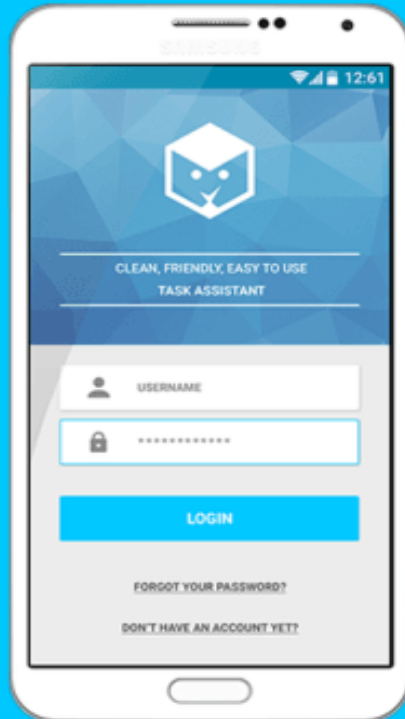 SAMSUNG
12:61
CLEAN, FRIENDLY, EASY TO USE
TASK ASSISTANT
USERNAME
************
LOGIN
FORGOT YOUR PASSWORD?
DON'T HAVE AN ACCOUNT YET?